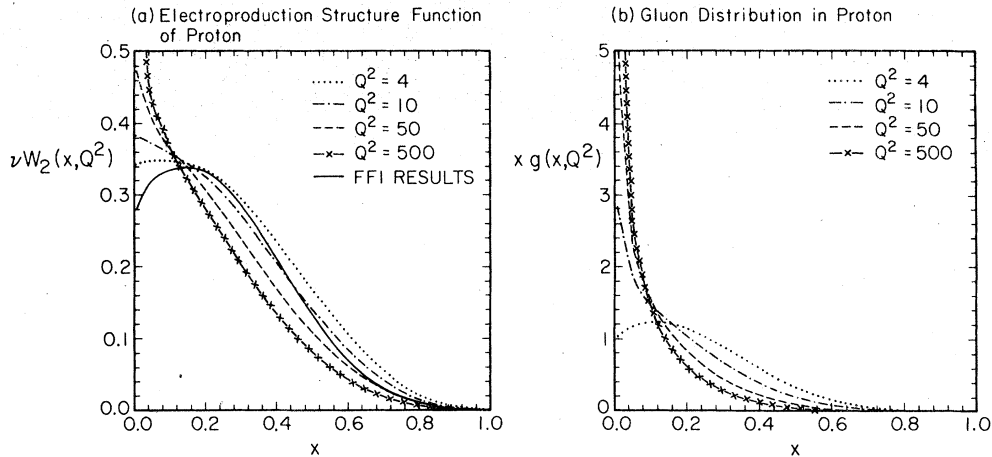 (a) Electroproduction Structure Function
of Proton
0.5
0.4
νW2(x,Q²)
0.3
0.2
0.1
0.0
0.0
0.2
0.4
0.6
0.8
1.0
x
Q² = 4
Q² = 10
Q² = 50
Q² = 500
FF1 RESULTS
(b) Gluon Distribution in Proton
5
4
x g(x,Q²)
3
2
1
0
0.0
0.2
0.4
0.6
0.8
1.0
x
Q² = 4
Q² = 10
Q² = 50
Q² = 500